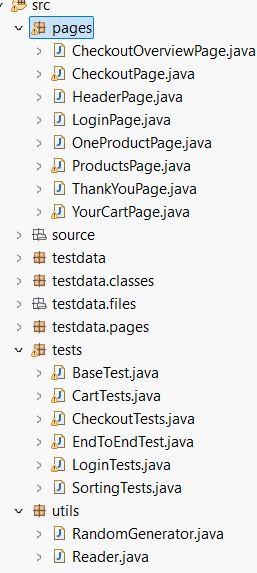 src
pages
CheckoutOverviewPage.java
CheckoutPage.java
HeaderPage.java
LoginPage.java
OneProductPage.java
ProductsPage.java
ThankYouPage.java
YourCartPage.java
source
testdata
testdata.classes
testdata.files
testdata.pages
tests
BaseTest.java
CartTests.java
CheckoutTests.java
EndToEndTest.java
LoginTests.java
SortingTests.java
utils
RandomGenerator.java
Reader.java